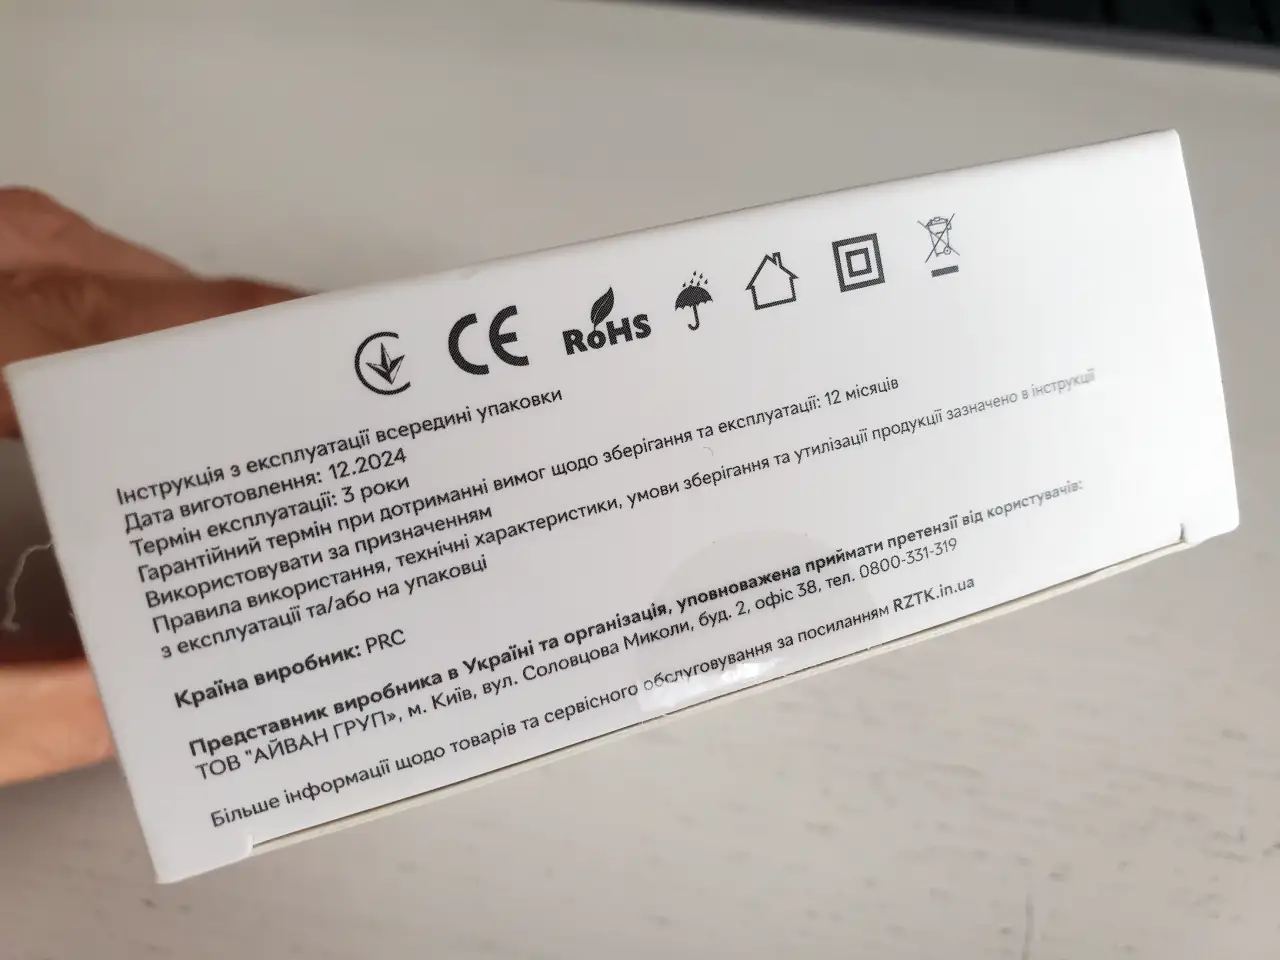 CE RoHS
Інструкція з експлуатації всередині упаковки
Дата виготовлення: 12.2024
Термін експлуатації: 3 роки
Гарантійний термін при дотриманні вимог щодо зберігання та експлуатації: 12 місяців
Використовувати за призначенням
Правила використання, технічні характеристики, умови зберігання та утилізації продукції зазначено в інструкції
з експлуатації та/або на упаковці
Країна виробник: PRC
Представник виробника в Україні та організація, уповноважена приймати претензії від користувачів:
ТОВ "АЙВАН ГРУП», м. Київ, вул. Соловцова Миколи, буд. 2, офіс 38, тел. 0800-331-319
Більше інформації щодо товарів та сервісного обслуговування за посиланням RZTK.in.ua